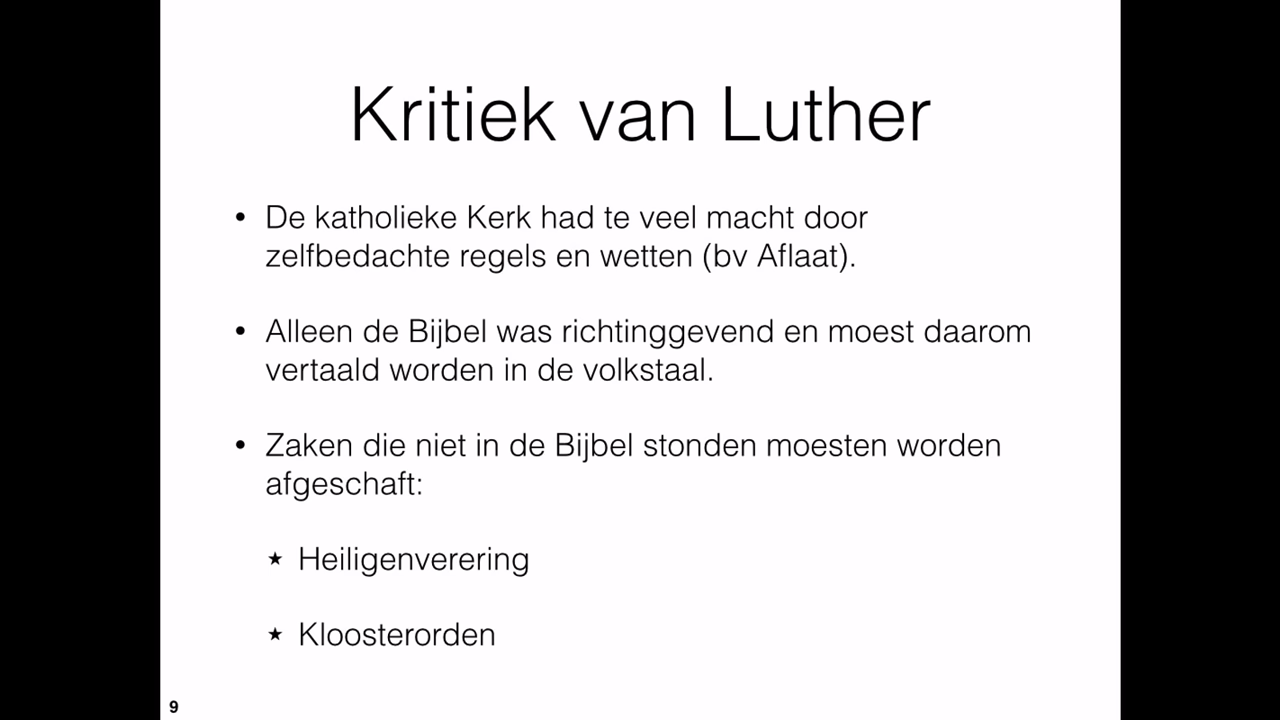 Kritiek van Luther
• De katholieke Kerk had te veel macht door
zelfbedachte regels en wetten (bv Aflaat).
• Alleen de Bijbel was richtinggevend en moest daarom
vertaald worden in de volkstaal.
• Zaken die niet in de Bijbel stonden moesten worden
afgeschaft:
★ Heiligenverering
★ Kloosterorden
9